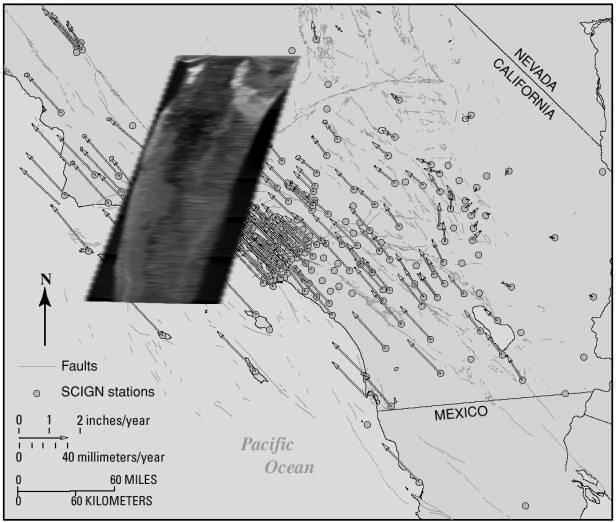 NEVADA
CALIFORNIA
N
Faults
SCIGN stations
0 1 2 inches/year
0 40 millimeters/year
0 60 MILES
0 60 KILOMETERS
MEXICO
Pacific
Ocean